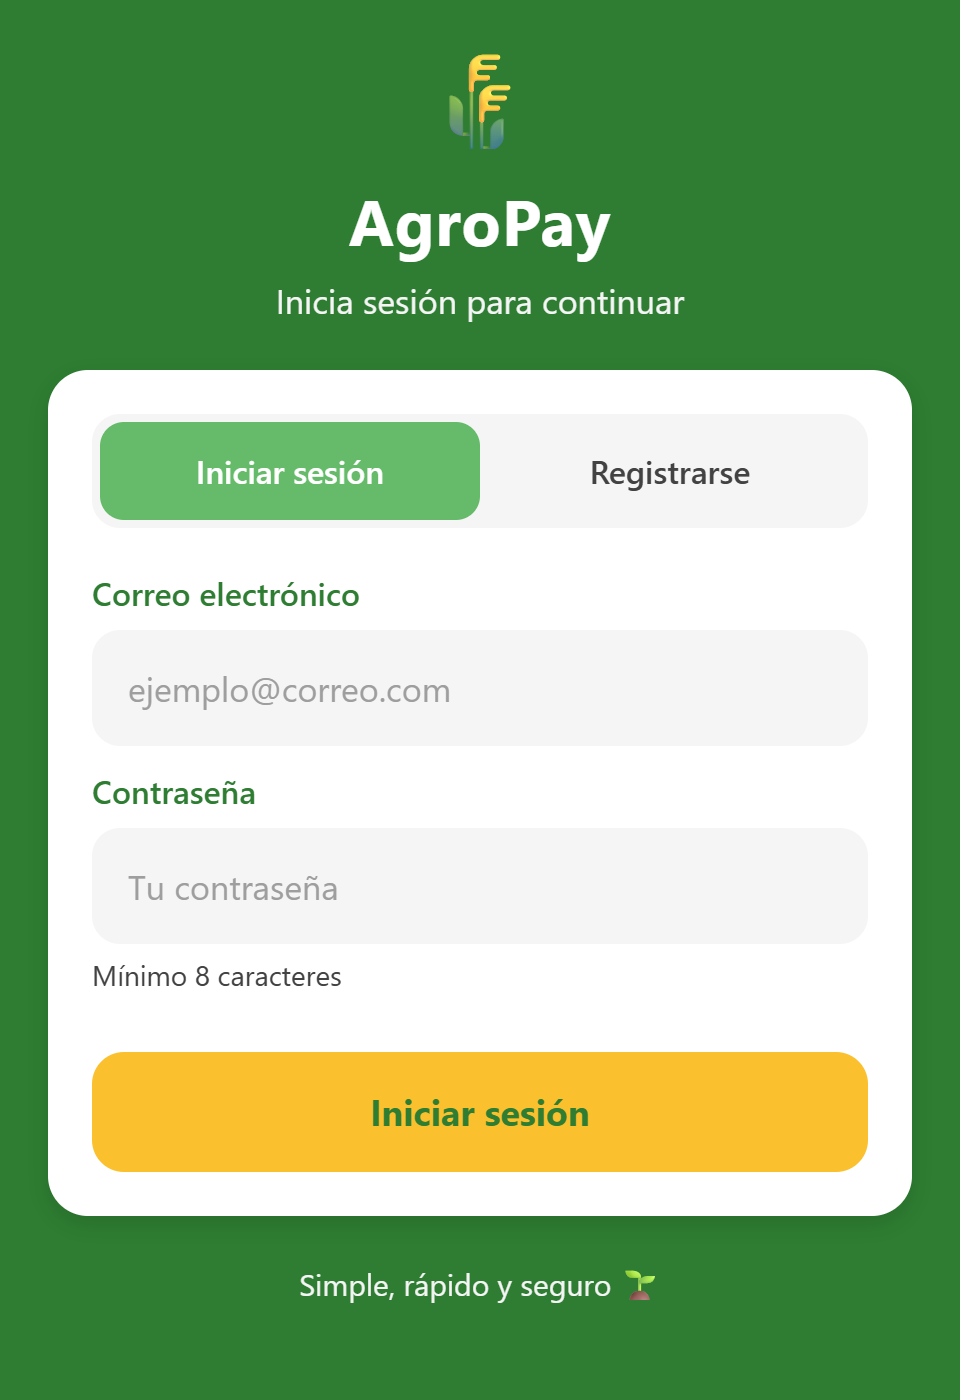 AgroPay
Inicia sesión para continuar
Iniciar sesión
Registrarse
Correo electrónico
ejemplo@correo.com
Contraseña
Tu contraseña
Mínimo 8 caracteres
Iniciar sesión
Simple, rápido y seguro 🌱